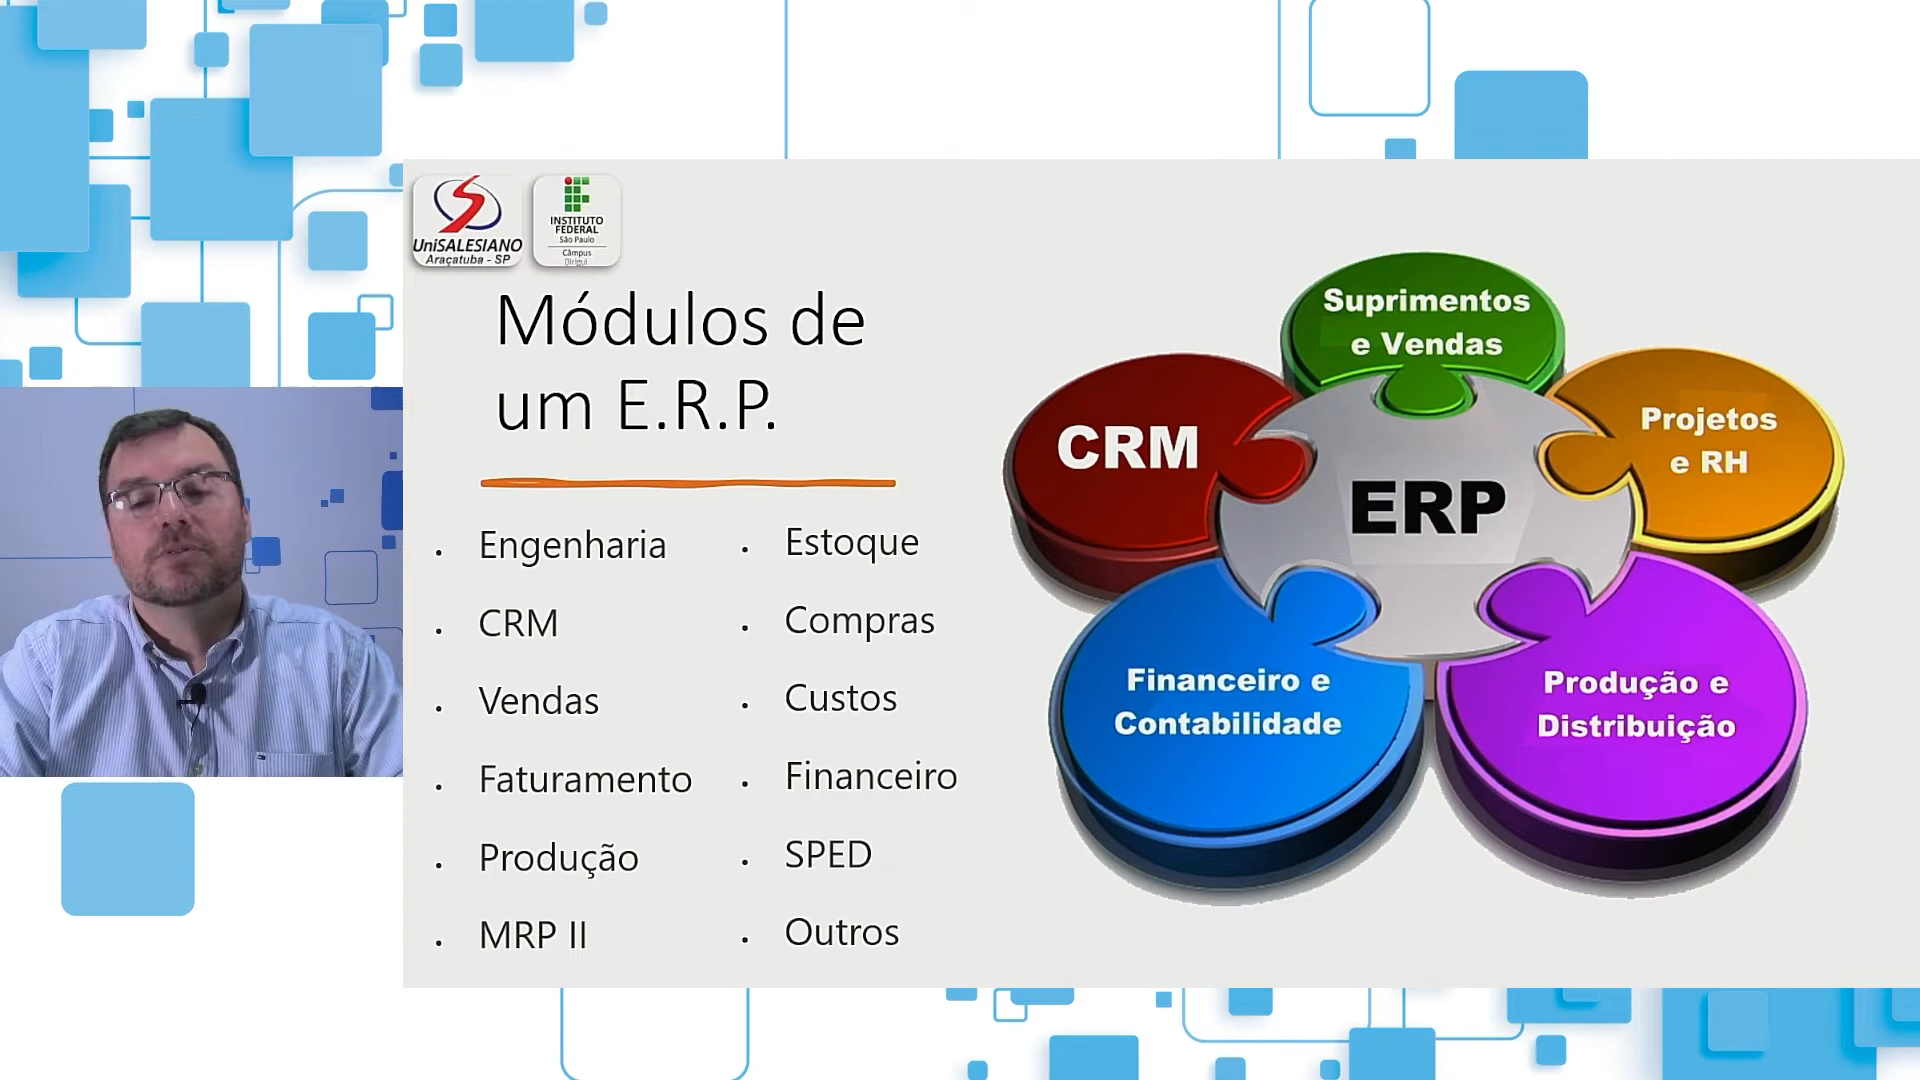 UniSALESIANO
Araçatuba - SP
INSTITUTO
FEDERAL
São Paulo
Câmpus
Birigui
Módulos de
um E.R.P.
• Engenharia
• CRM
• Vendas
• Faturamento
• Produção
• MRP II
• Estoque
• Compras
• Custos
• Financeiro
• SPED
• Outros
Suprimentos
e Vendas
CRM
Projetos
e RH
ERP
Financeiro e
Contabilidade
Produção e
Distribuição